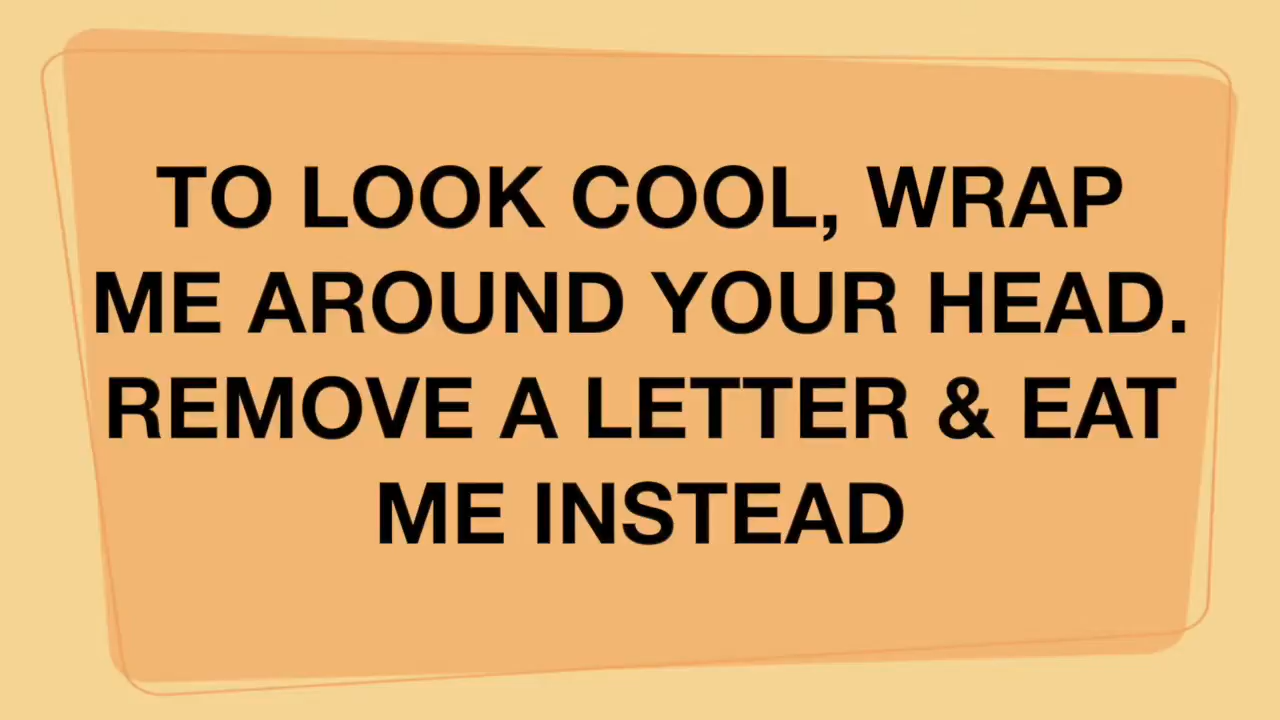 TO LOOK COOL, WRAP
ME AROUND YOUR HEAD.
REMOVE A LETTER & EAT
ME INSTEAD